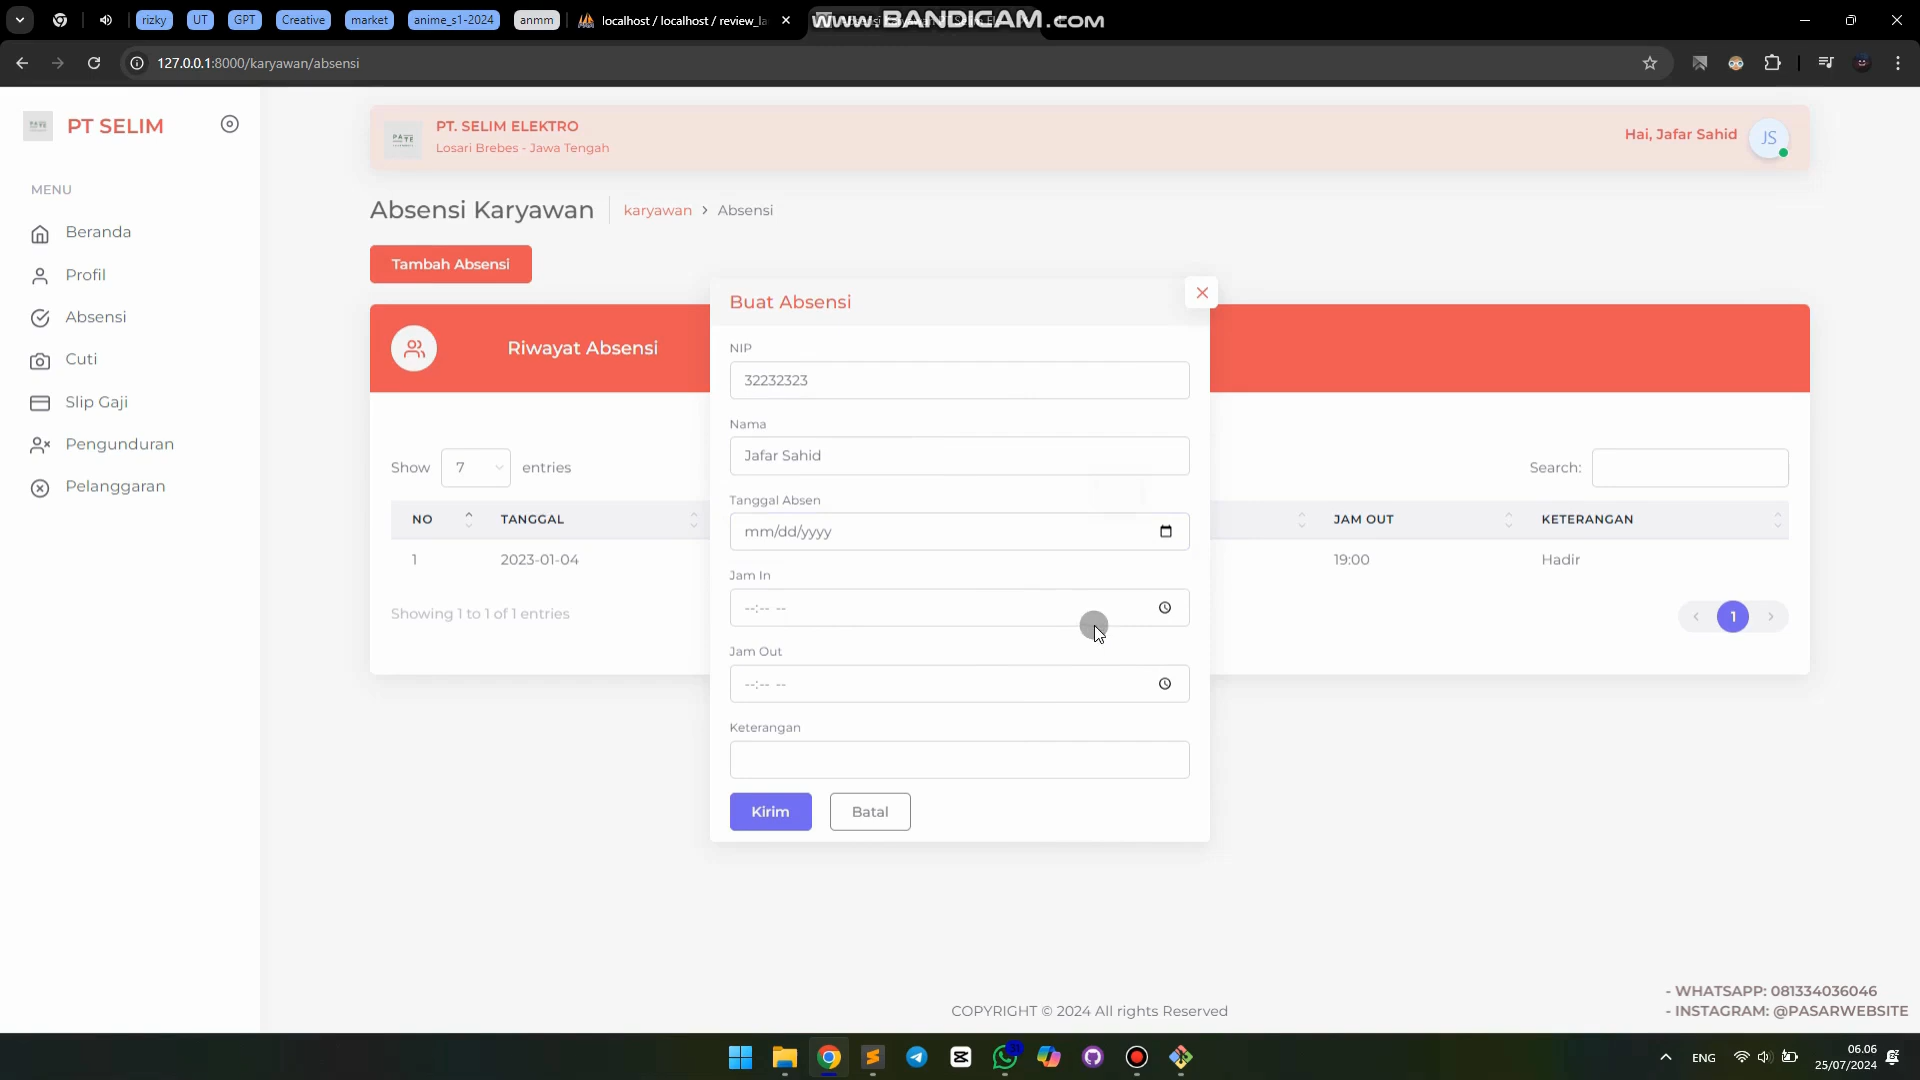 rizky
UT
GPT
Creative
market
anime_s1-2024
anmm
localhost / localhost / review_la
www.BANDICAM.COM
127.0.0.1:8000/karyawan/absensi
PT SELIM
PT. SELIM ELEKTRO
Losari Brebes - Jawa Tengah
Hai, Jafar Sahid
JS
MENU
Beranda
Profil
Absensi
Cuti
Slip Gaji
Pengunduran
Pelanggaran
Absensi Karyawan
karyawan > Absensi
Tambah Absensi
Riwayat Absensi
Show 7 entries
Search:
NO TANGGAL JAM OUT KETERANGAN
1 2023-01-04 19:00 Hadir
Showing 1 to 1 of 1 entries
1
Buat Absensi
NIP
32232323
Nama
Jafar Sahid
Tanggal Absen
mm/dd/yyyy
Jam In
--:-- --
Jam Out
--:-- --
Keterangan
Kirim
Batal
COPYRIGHT © 2024 All rights Reserved
- WHATSAPP: 081334036046
- INSTAGRAM: @PASARWEBSITE
ENG
06.06
25/07/2024